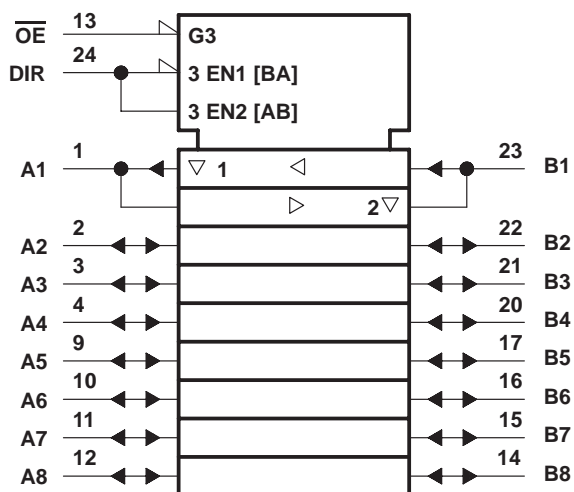 OE 13 G3
DIR 24 3 EN1 [BA]
3 EN2 [AB]
A1 1 1 23 B1
2
A2 2 22 B2
A3 3 21 B3
A4 4 20 B4
A5 9 17 B5
A6 10 16 B6
A7 11 15 B7
A8 12 14 B8